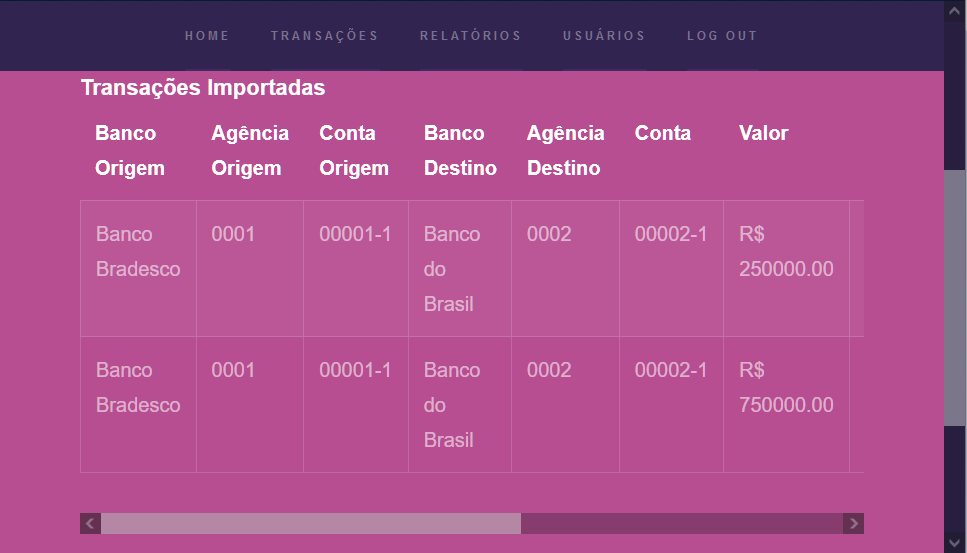 HOME TRANSAÇÕES RELATÓRIOS USUÁRIOS LOG OUT
Transações Importadas
Banco Agência Conta Banco Agência Conta Valor
Origem Origem Origem Destino Destino
Banco 0001 00001-1 Banco 0002 00002-1 R$
Bradesco do 250000.00
Brasil
Banco 0001 00001-1 Banco 0002 00002-1 R$
Bradesco do 750000.00
Brasil